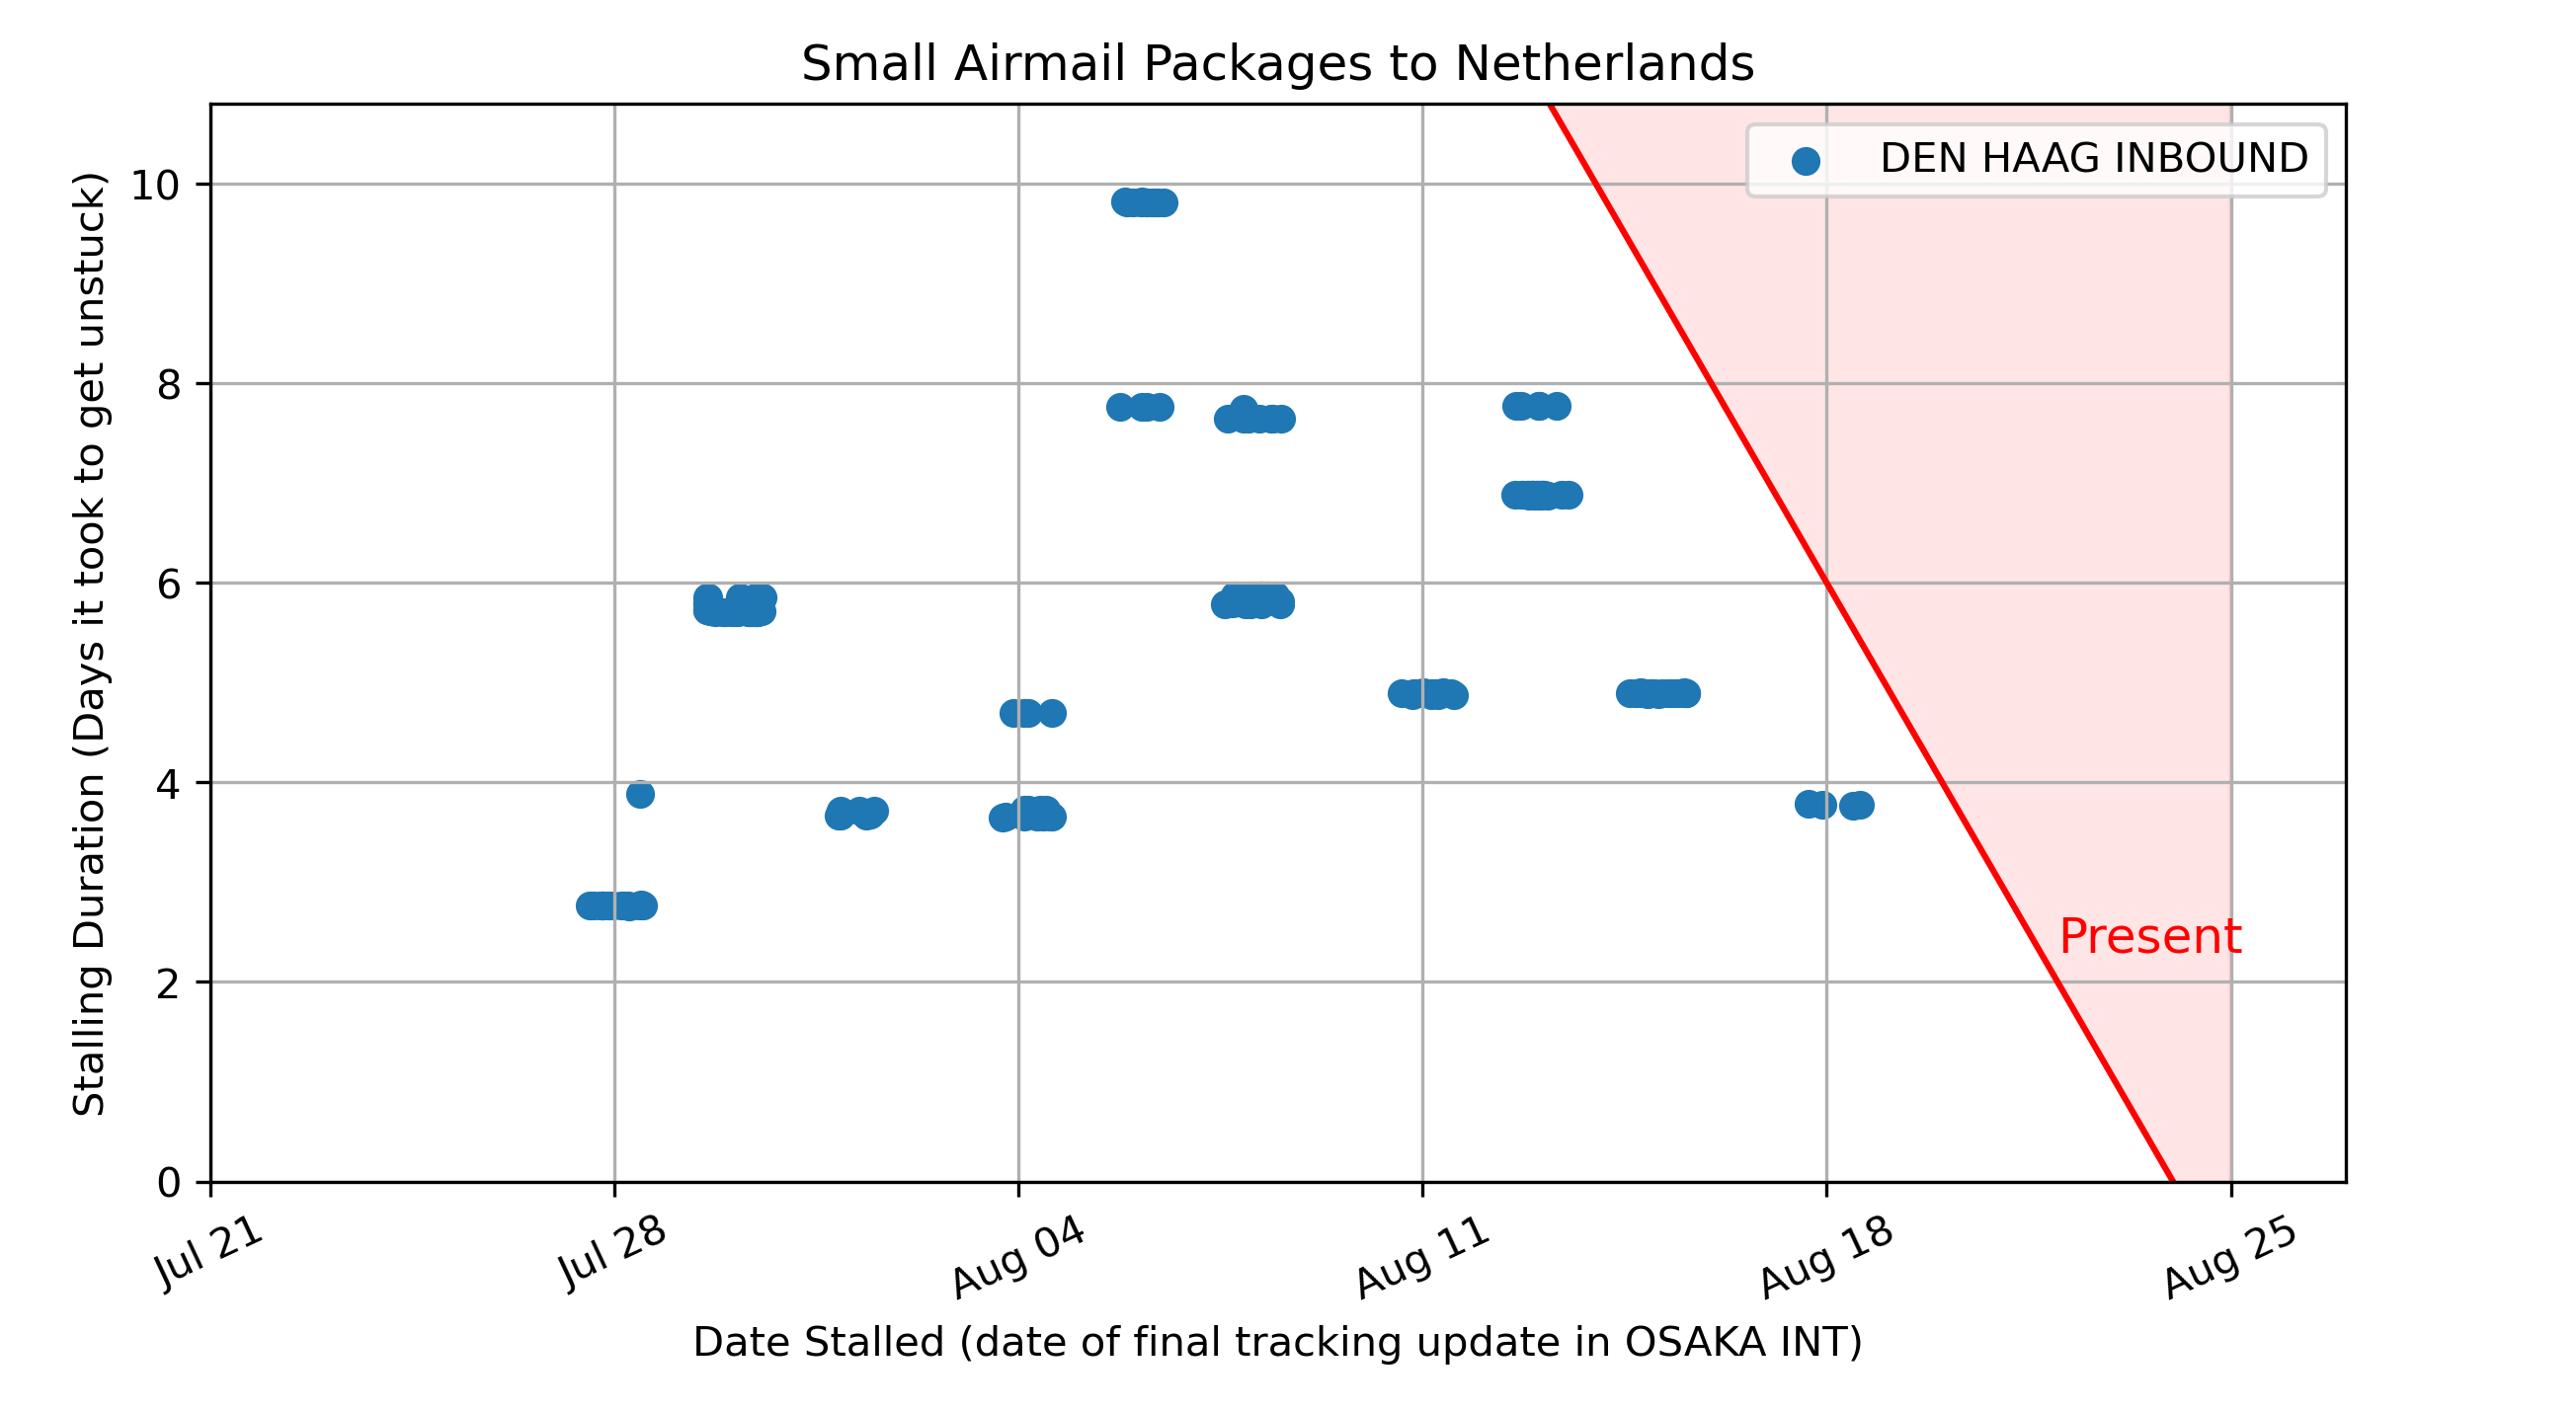 Small Airmail Packages to Netherlands
DEN HAAG INBOUND
Stalling Duration (Days it took to get unstuck)
10
8
6
4
2
0
Present
Jul 21
Jul 28
Aug 04
Aug 11
Aug 18
Aug 25
Date Stalled (date of final tracking update in OSAKA INT)